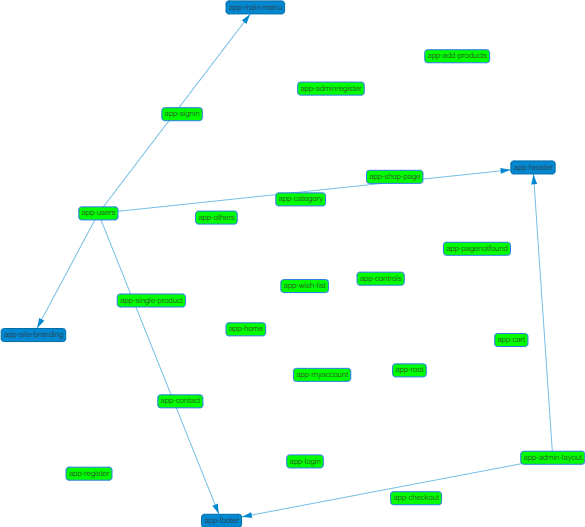 app-main-menu
app-add-products
app-adminregister
app-signin
app-header
app-shop-page
app-category
app-users
app-others
app-pagenotfound
app-controls
app-wish-list
app-single-product
app-home
app-site-branding
app-cart
app-root
app-myaccount
app-contact
app-admin-layout
app-login
app-register
app-checkout
app-footer